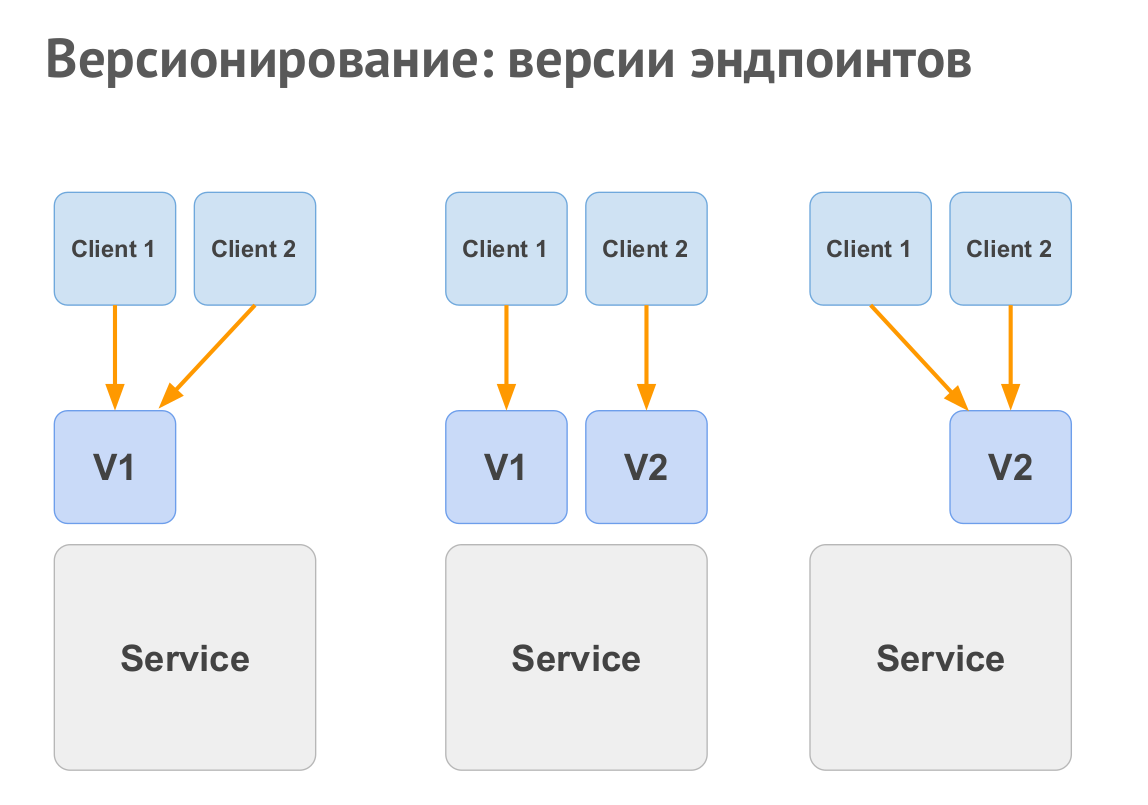 Версионирование: версии эндпоинтов
Client 1 Client 2 Client 1 Client 2 Client 1 Client 2
V1 V1 V2 V2
Service Service Service